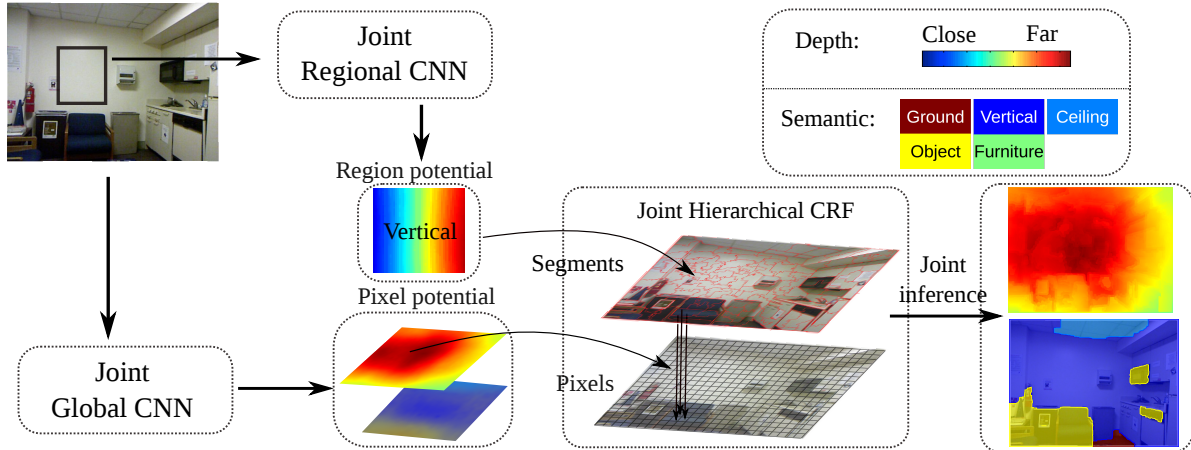 Joint
Regional CNN
Depth:
Close
Far
Semantic:
Ground
Vertical
Ceiling
Object
Furniture
Region potential
Vertical
Joint Hierarchical CRF
Segments
Joint
inference
Pixel potential
Pixels
Joint
Global CNN